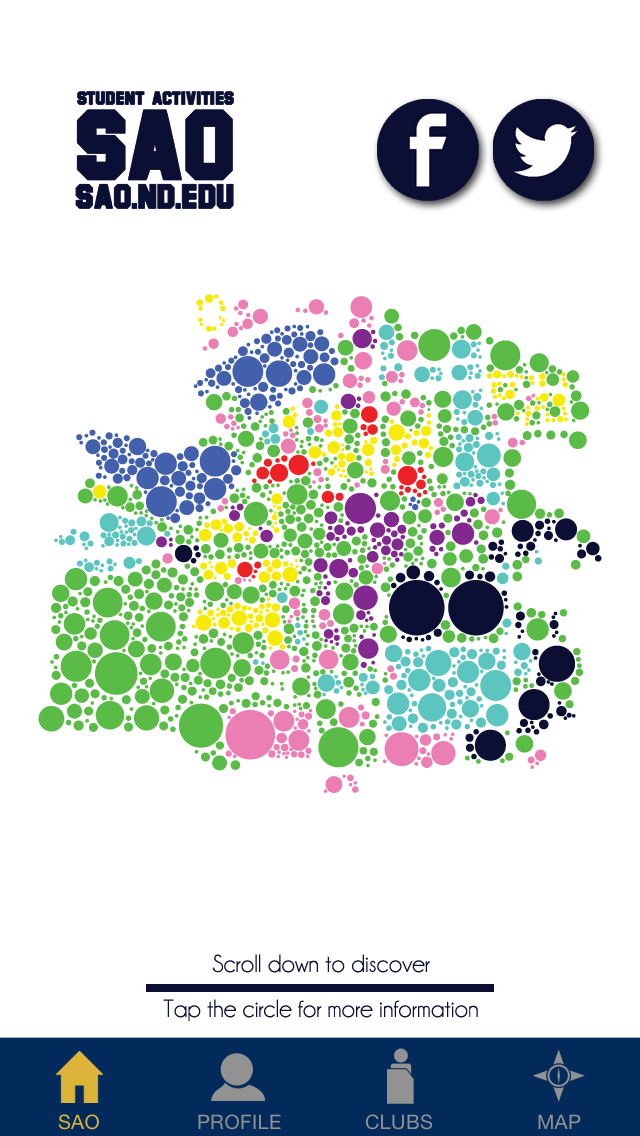 STUDENT ACTIVITIES
SAO
SAO.ND.EDU
Scroll down to discover
Tap the circle for more information
SAO
PROFILE
CLUBS
MAP